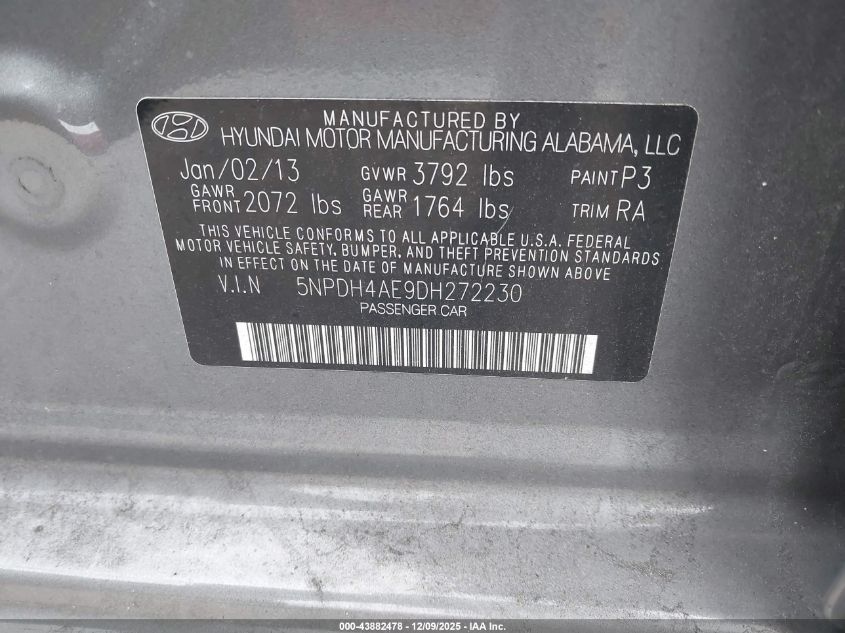 MANUFACTURED BY
HYUNDAI MOTOR MANUFACTURING ALABAMA, LLC
Jan/02/13 GVWR 3792 lbs PAINT P3
GAWR FRONT 2072 lbs GAWR REAR 1764 lbs TRIM RA
THIS VEHICLE CONFORMS TO ALL APPLICABLE U.S.A. FEDERAL
MOTOR VEHICLE SAFETY, BUMPER, AND THEFT PREVENTION STANDARDS
IN EFFECT ON THE DATE OF MANUFACTURE SHOWN ABOVE
V.I.N 5NPDH4AE9DH272230
PASSENGER CAR
000-43882478 - 12/09/2025 - IAA Inc.